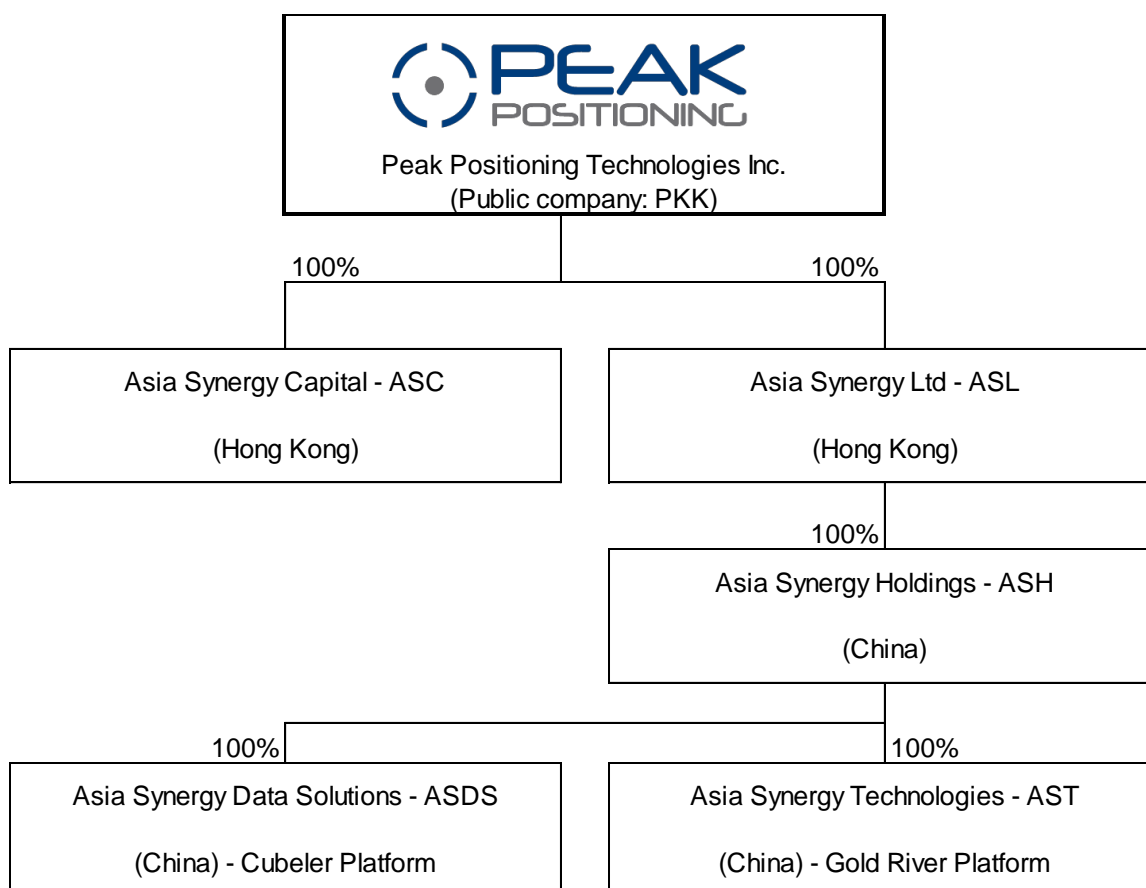 PEAK
POSITIONING
Peak Positioning Technologies Inc.
(Public company: PKK)
100%
100%
Asia Synergy Capital - ASC
(Hong Kong)
Asia Synergy Ltd - ASL
(Hong Kong)
100%
Asia Synergy Holdings - ASH
(China)
100%
100%
Asia Synergy Data Solutions - ASDS
(China) - Cubeler Platform
Asia Synergy Technologies - AST
(China) - Gold River Platform